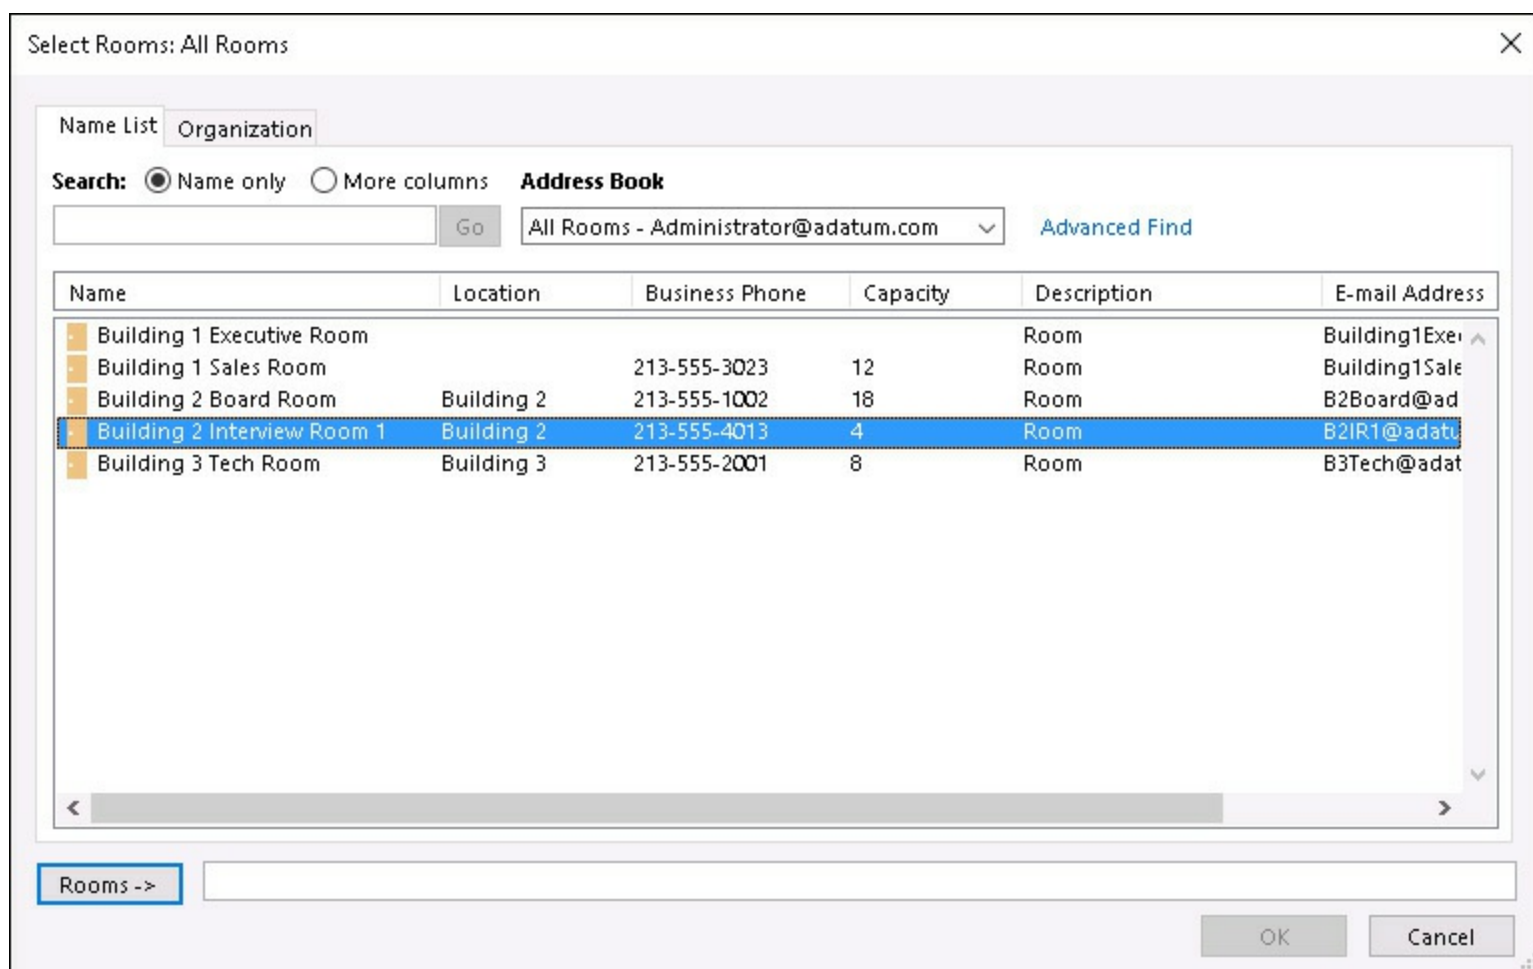 Select Rooms: All Rooms
Name List Organization
Search: Name only More columns Address Book
Go All Rooms - Administrator@adatum.com Advanced Find
Name Location Business Phone Capacity Description E-mail Address
Building 1 Executive Room Room Building1Exe
Building 1 Sales Room 213-555-3023 12 Room Building1Sale
Building 2 Board Room Building 2 213-555-1002 18 Room B2Board@ad
Building 2 Interview Room 1 Building 2 213-555-4013 4 Room B2IR1@adatu
Building 3 Tech Room Building 3 213-555-2001 8 Room B3Tech@adat
Rooms ->
OK Cancel